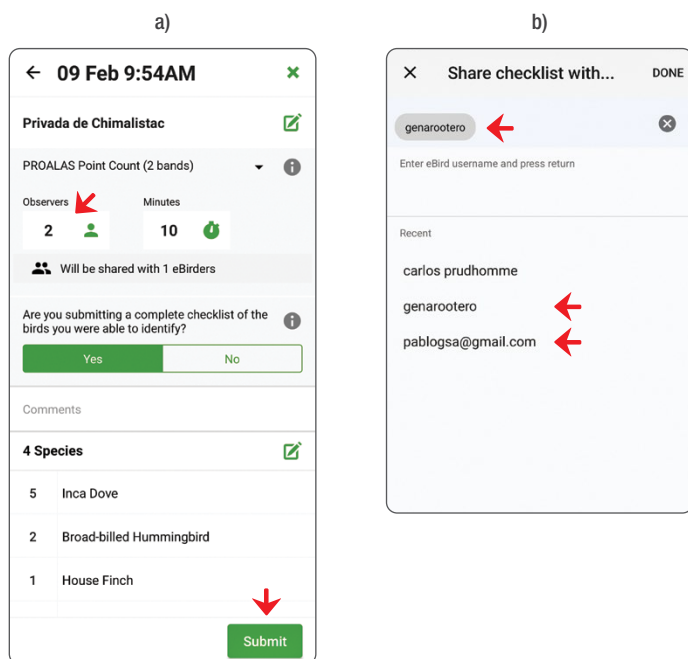 a)
09 Feb 9:54AM
Privada de Chimalistac
PROALAS Point Count (2 bands)
Observers Minutes
2 10
Will be shared with 1 eBirders
Are you submitting a complete checklist of the
birds you were able to identify?
Yes No
Comments
4 Species
5 Inca Dove
2 Broad-billed Hummingbird
1 House Finch
Submit
b)
Share checklist with... DONE
genarootero
Enter eBird username and press return
Recent
carlos prudhomme
genarootero
pablogsa@gmail.com